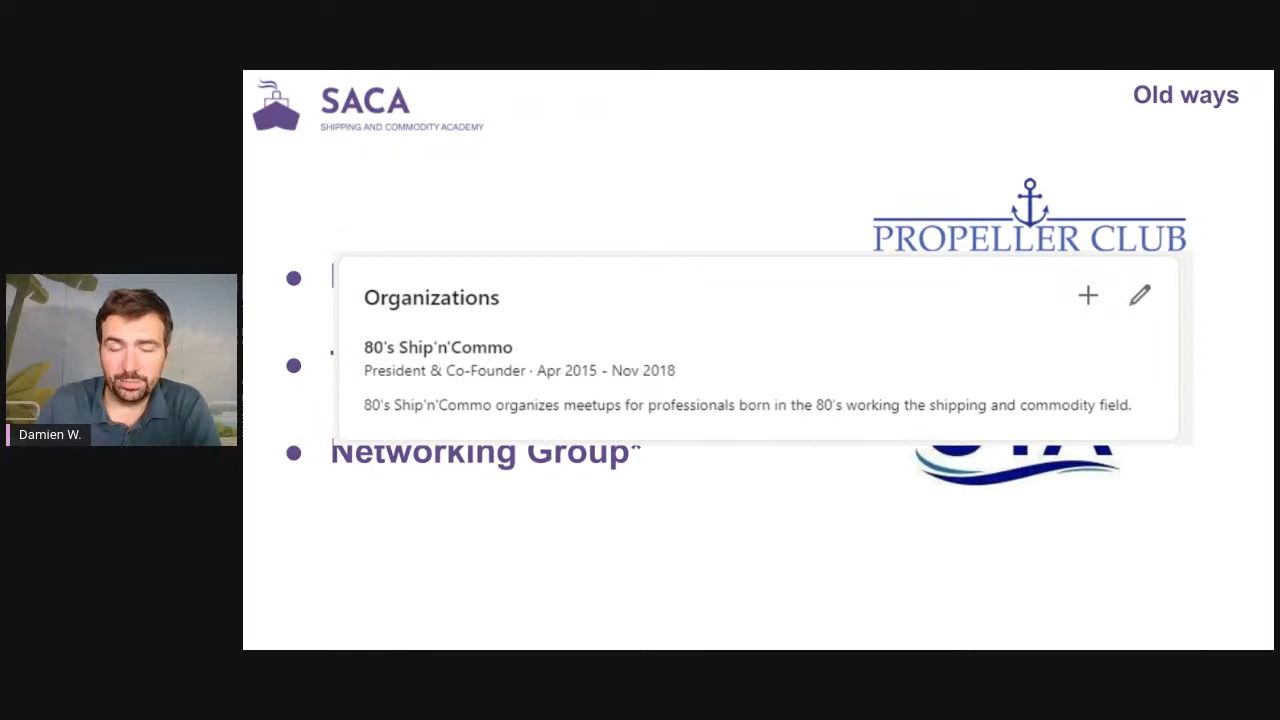 SACA
SHIPPING AND COMMODITY ACADEMY
Old ways
PROPELLER CLUB
Organizations
80's Ship'n'Commo
President & Co-Founder · Apr 2015 - Nov 2018
80's Ship'n'Commo organizes meetups for professionals born in the 80's working the shipping and commodity field.
Damien W.
Networking Group*